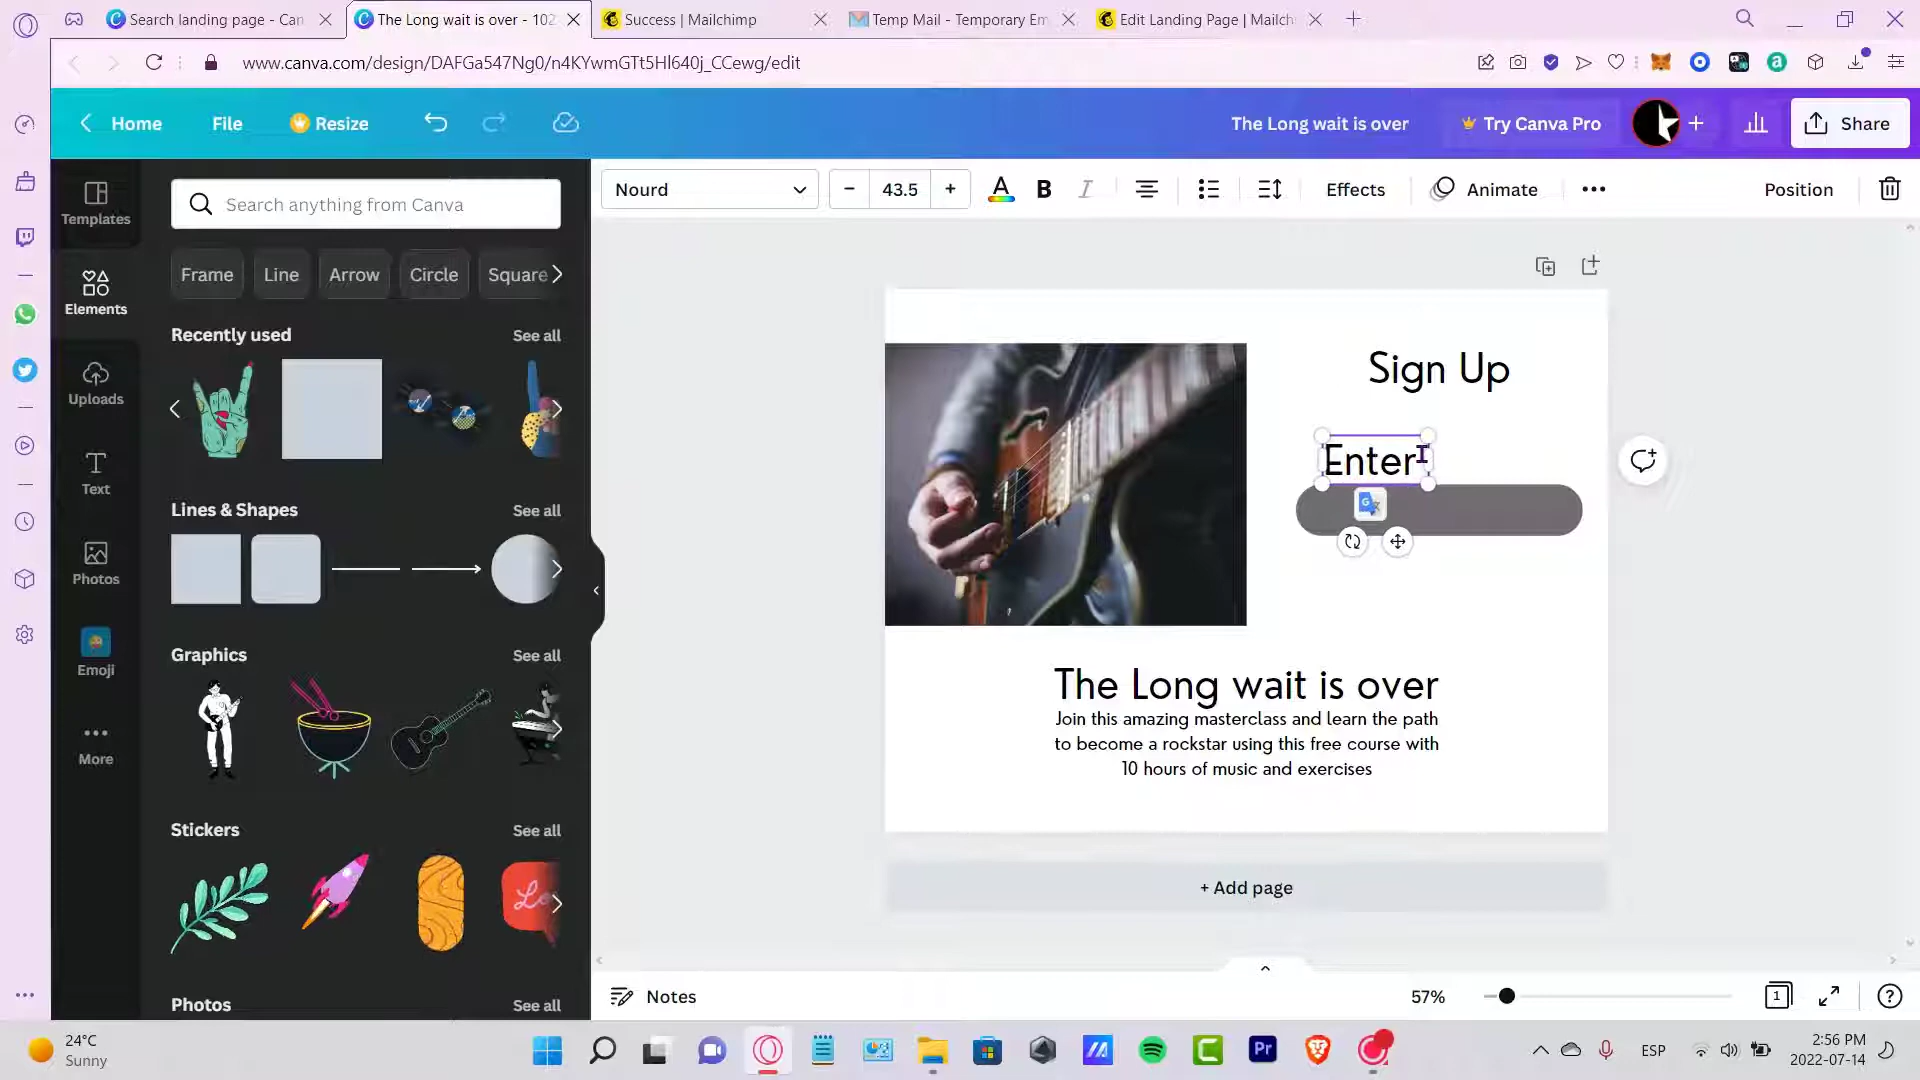 Search landing page - Can
The Long wait is over - 102
Success | Mailchimp
Temp Mail - Temporary Em
Edit Landing Page | Mailch
www.canva.com/design/DAFGa547Ng0/n4KYwmGTt5Hl640j_CCewg/edit
Home
File
Resize
The Long wait is over
Try Canva Pro
Share
Templates
Elements
Uploads
Text
Photos
Emoji
More
Search anything from Canva
Frame
Line
Arrow
Circle
Square
Recently used
See all
Lines & Shapes
See all
Graphics
See all
Stickers
See all
Photos
See all
Nourd
43.5
Effects
Animate
Position
Sign Up
Enter
The Long wait is over
Join this amazing masterclass and learn the path
to become a rockstar using this free course with
10 hours of music and exercises
+ Add page
Notes
57%
1
24°C
Sunny
ESP
2:56 PM
2022-07-14